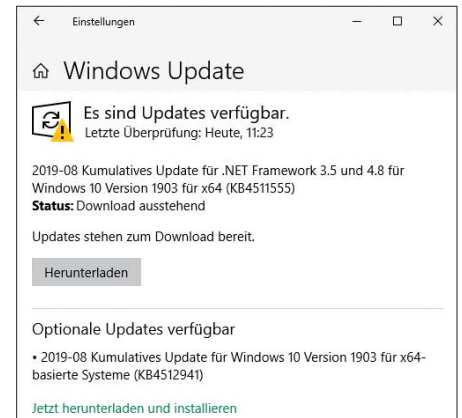 Einstellungen
Windows Update
Es sind Updates verfügbar.
Letzte Überprüfung: Heute, 11:23
2019-08 Kumulatives Update für .NET Framework 3.5 und 4.8 für
Windows 10 Version 1903 für x64 (KB4511555)
Status: Download ausstehend
Updates stehen zum Download bereit.
Herunterladen
Optionale Updates verfügbar
• 2019-08 Kumulatives Update für Windows 10 Version 1903 für x64-
basierte Systeme (KB4512941)
Jetzt herunterladen und installieren